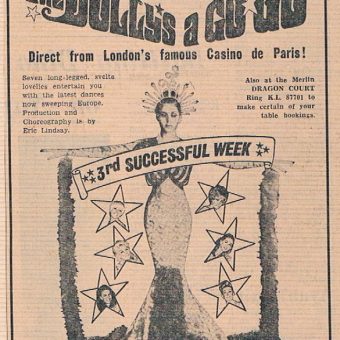 DOLLYS a GO GO
Direct from London's famous Casino de Paris!
Seven long-legged, svelte
lovelies entertain you
with the latest dances
now sweeping Europe.
Production and
Choreography is by
Eric Lindsay.
Also at the Merlin
DRAGON COURT
Ring K.L. 87701 to
make certain of your
table bookings.
3rd SUCCESSFUL WEEK